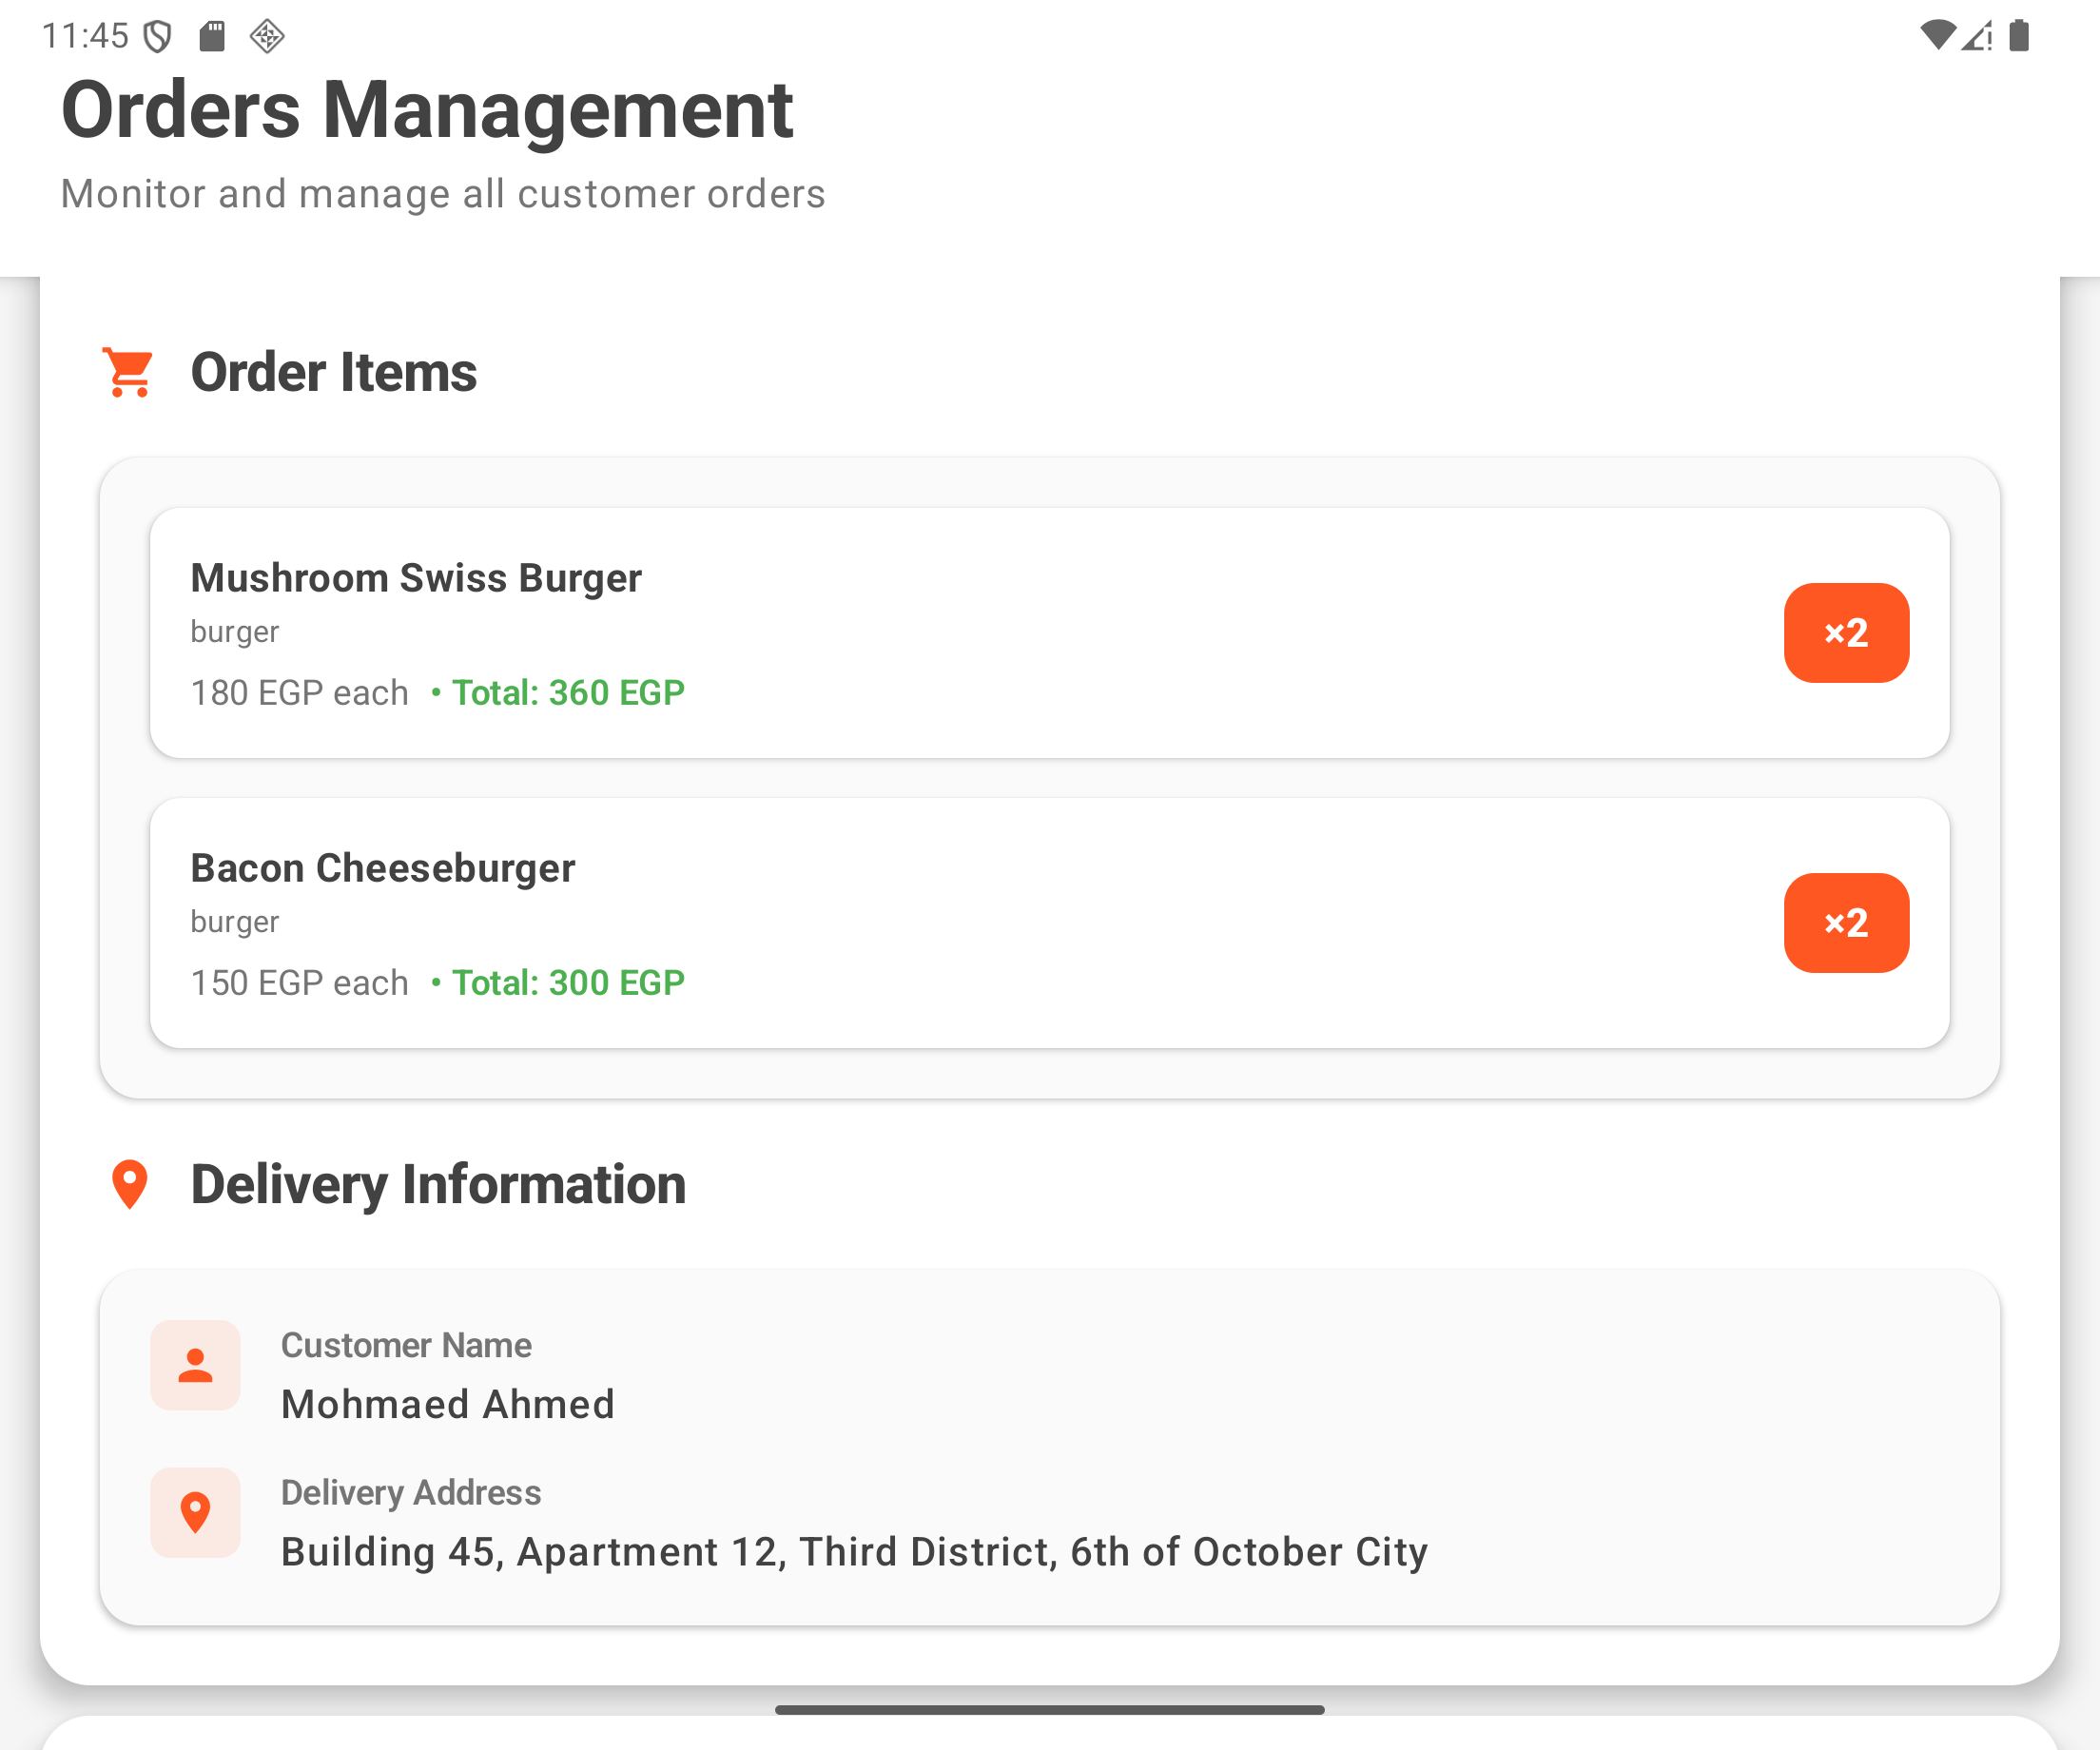 11:45
Orders Management
Monitor and manage all customer orders
Order Items
Mushroom Swiss Burger
burger
180 EGP each • Total: 360 EGP
×2
Bacon Cheeseburger
burger
150 EGP each • Total: 300 EGP
×2
Delivery Information
Customer Name
Mohmaed Ahmed
Delivery Address
Building 45, Apartment 12, Third District, 6th of October City